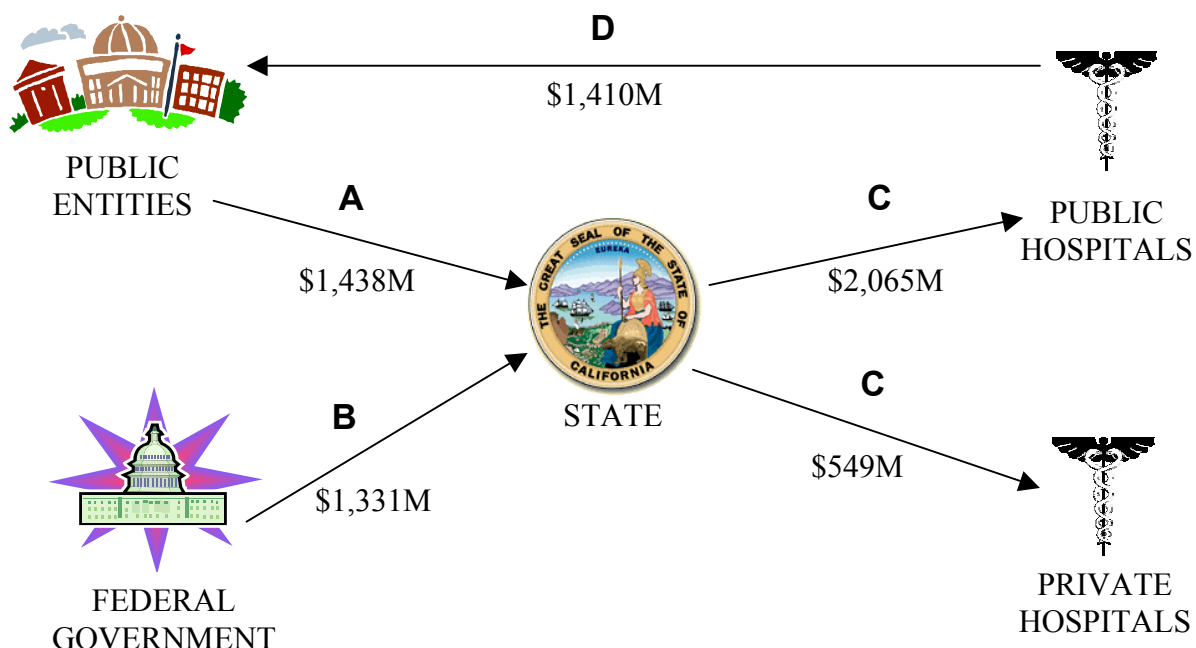 D
$1,410M
PUBLIC
ENTITIES
A
$1,438M
C
$2,065M
PUBLIC
HOSPITALS
THE GREAT SEAL OF THE STATE OF
EUREKA
CALIFORNIA
STATE
B
$1,331M
C
$549M
FEDERAL
GOVERNMENT
PRIVATE
HOSPITALS